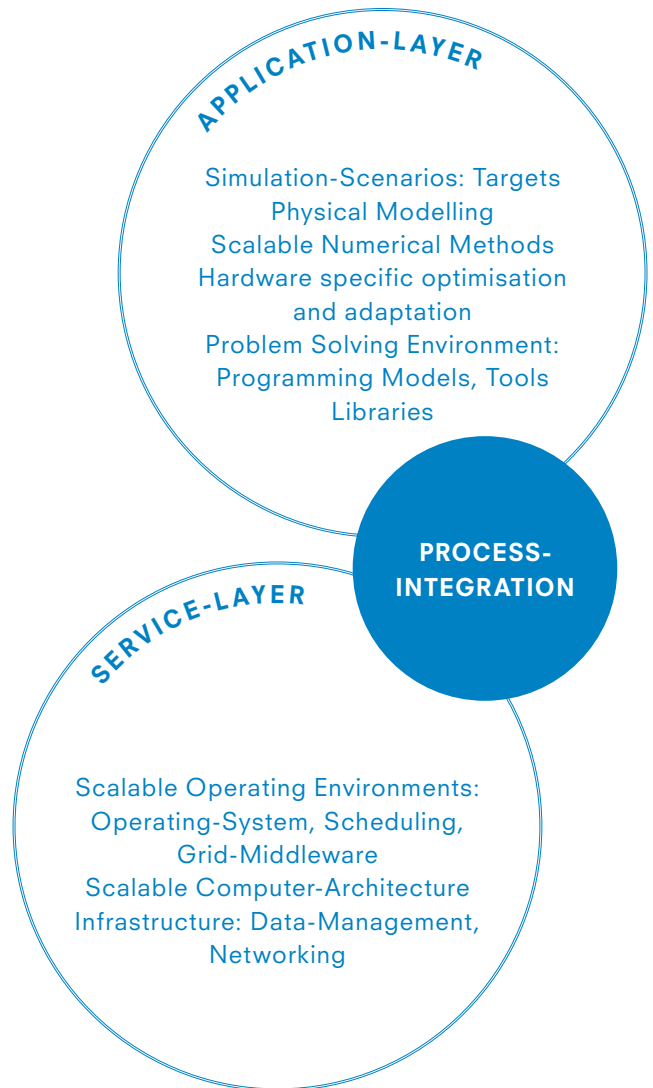 APPLICATION-LAYER
Simulation-Scenarios: Targets
Physical Modelling
Scalable Numerical Methods
Hardware specific optimisation
and adaptation
Problem Solving Environment:
Programming Models, Tools
Libraries
PROCESS-
INTEGRATION
SERVICE-LAYER
Scalable Operating Environments:
Operating-System, Scheduling,
Grid-Middleware
Scalable Computer-Architecture
Infrastructure: Data-Management,
Networking